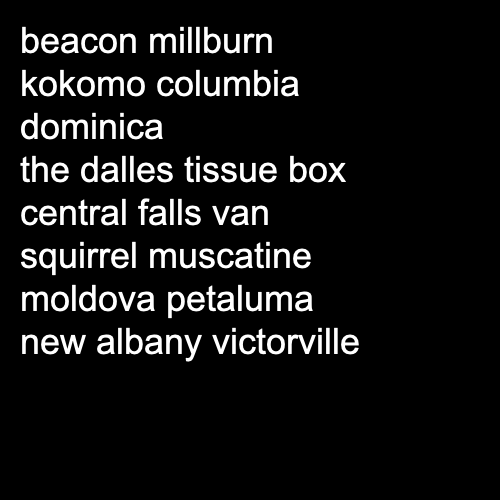 beacon millburn
kokomo columbia
dominica
the dalles tissue box
central falls van
squirrel muscatine
moldova petaluma
new albany victorville